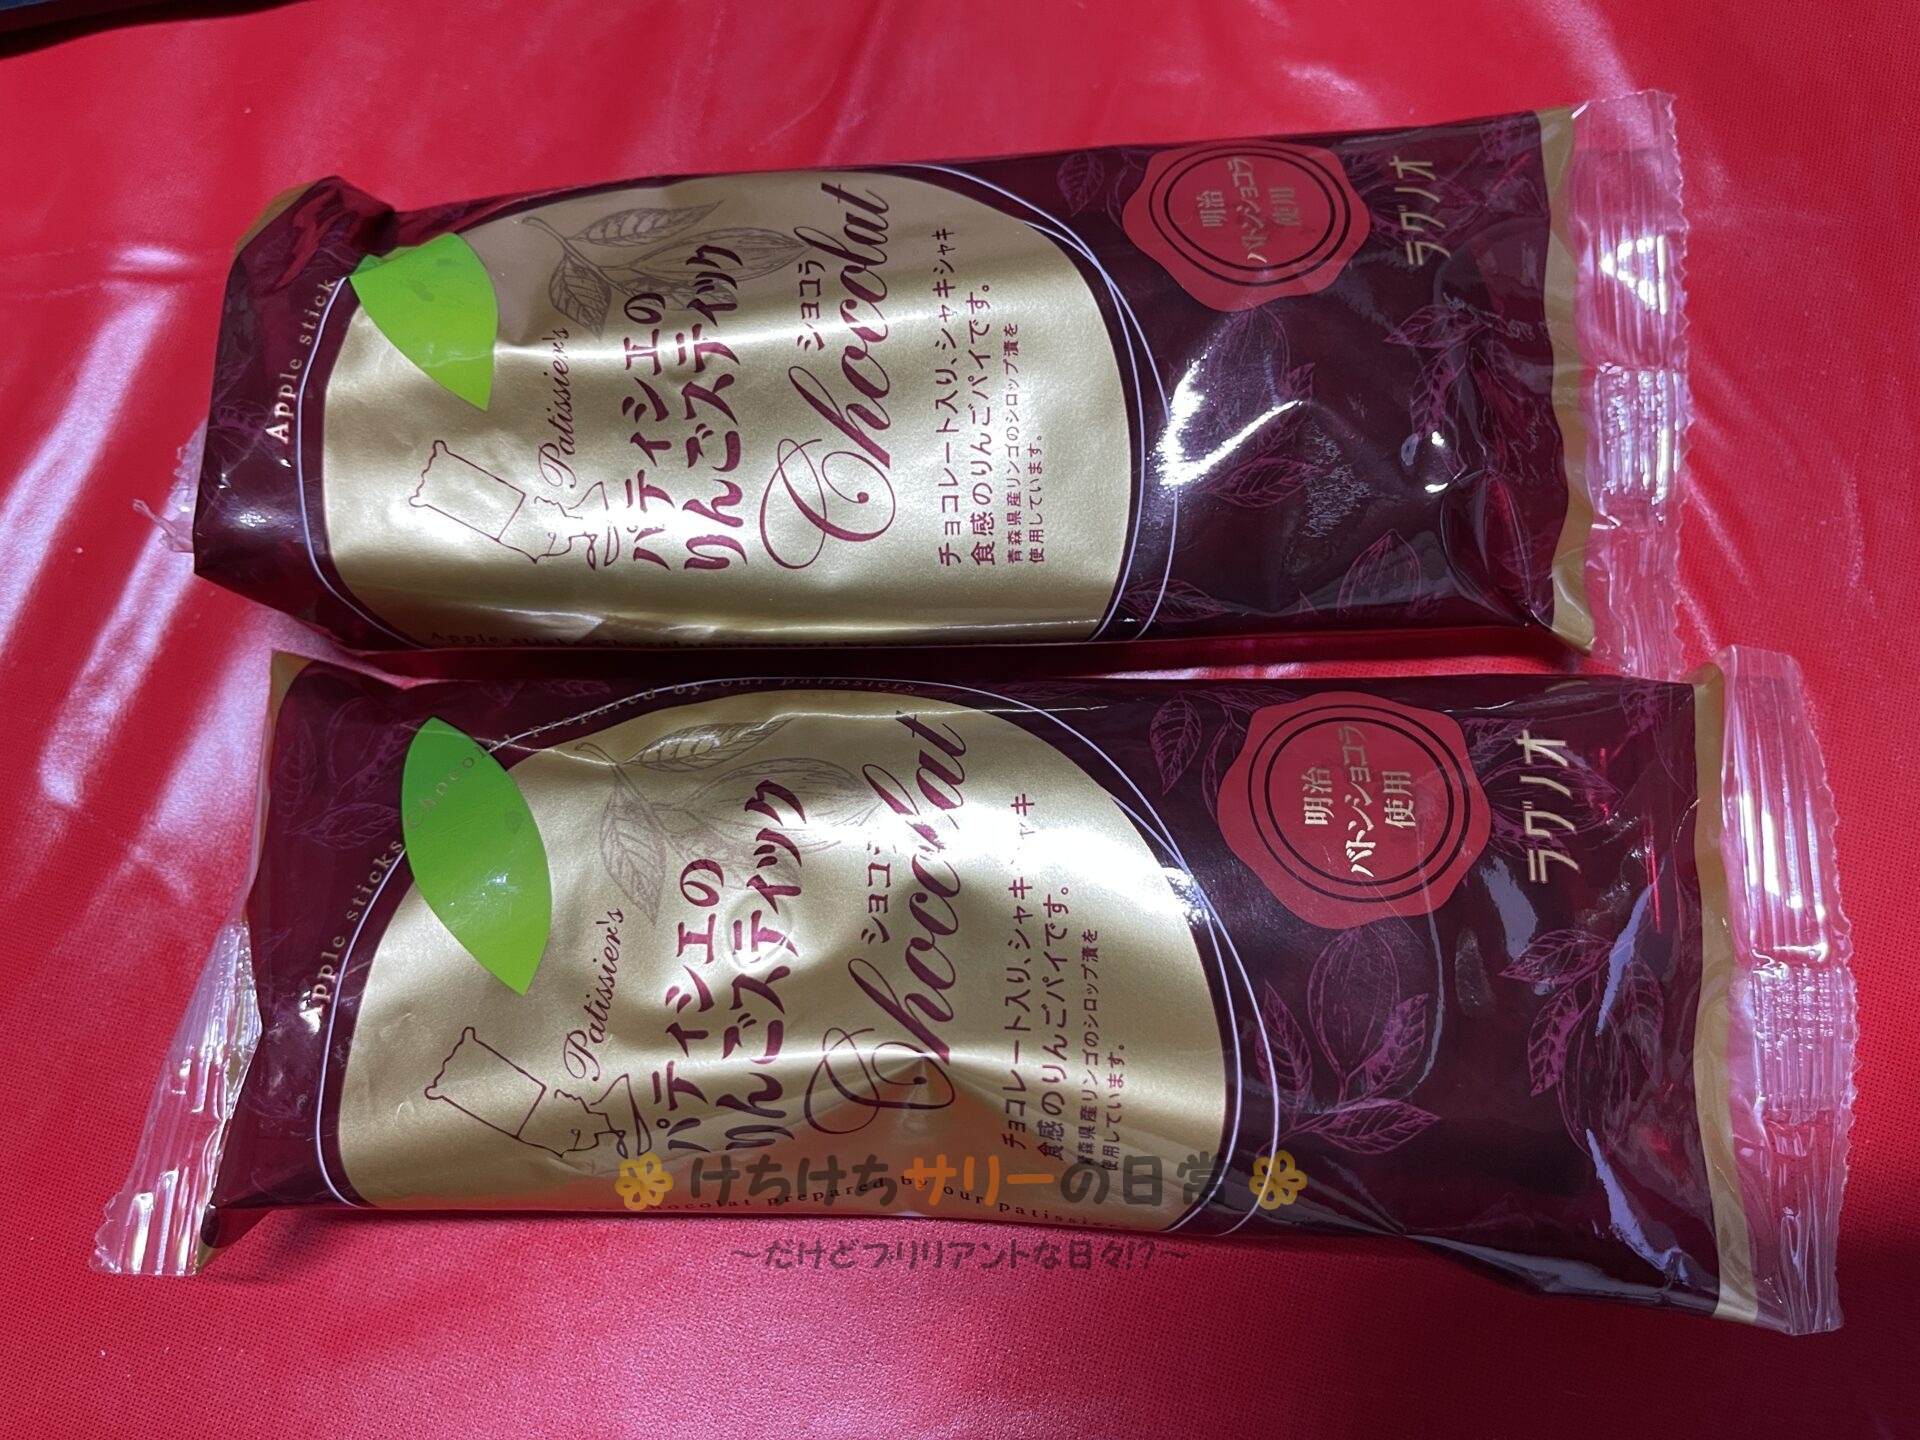 Apple stick
Patissier's
パティシエの
りんごスティック
ショコラ
Chocolat
チョコレート入り、シャキシャキ
食感のりんごパイです。
青森県産リンゴのシロップ漬を
使用しています。
明治
バトンショコラ
使用
ラグノオ
Apple sticks Chocolat prepared by our patissiers
Patissier's
パティシエの
りんごスティック
ショコラ
Chocolat
チョコレート入り、シャキシャキ
食感のりんごパイです。
青森県産リンゴのシロップ漬を
使用しています。
chocolat prepared by our patissiers
明治
バトンショコラ
使用
ラグノオ
けちけちサリーの日常
～だけどブリリアントな日々!?～